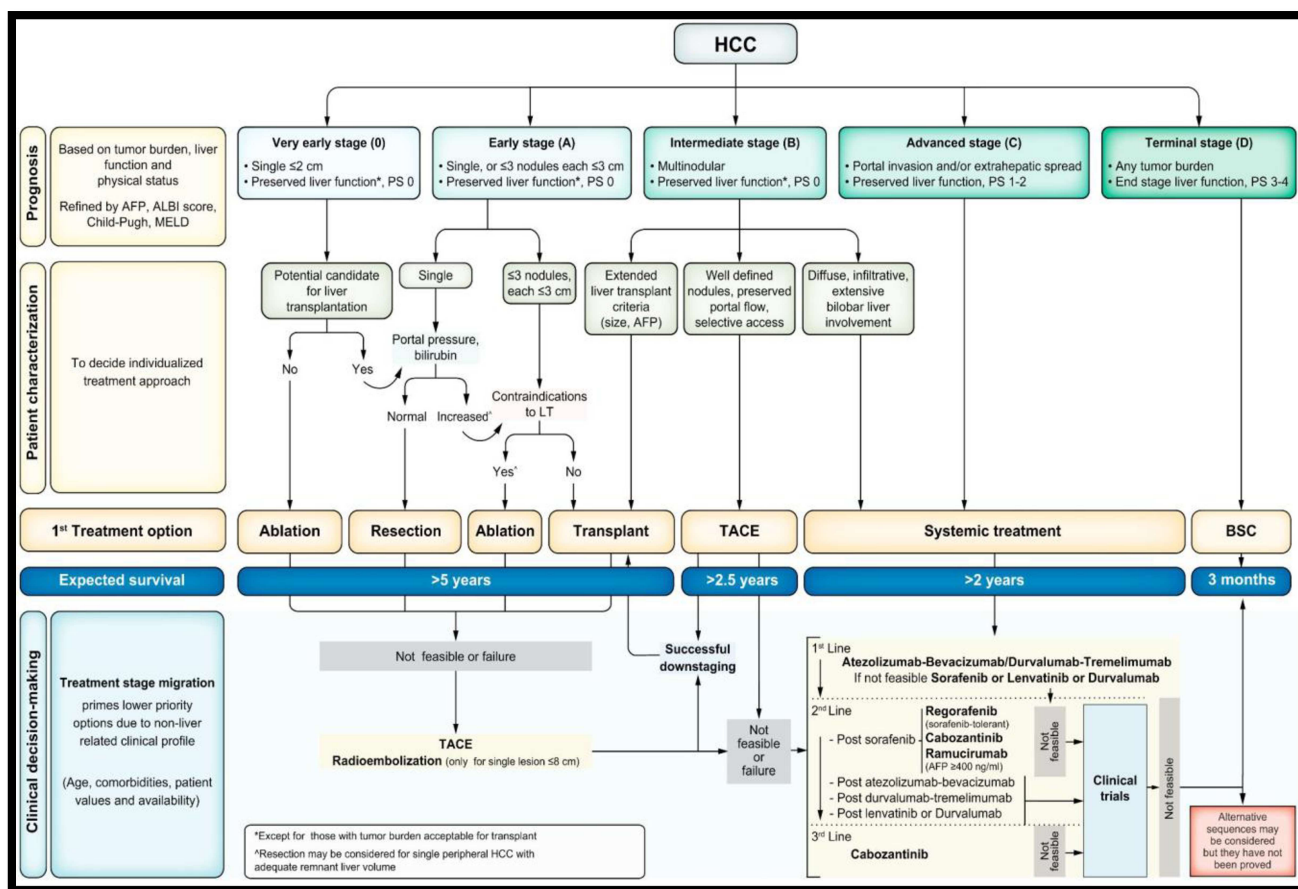 HCC
Prognosis
Based on tumor burden, liver
function and
physical status
Refined by AFP, ALBI score,
Child-Pugh, MELD
Very early stage (0)
• Single ≤2 cm
• Preserved liver function*, PS 0
Early stage (A)
• Single, or ≤3 nodules each ≤3 cm
• Preserved liver function*, PS 0
Intermediate stage (B)
• Multinodular
• Preserved liver function*, PS 0
Advanced stage (C)
• Portal invasion and/or extrahepatic spread
• Preserved liver function, PS 1-2
Terminal stage (D)
• Any tumor burden
• End stage liver function, PS 3-4
Patient characterization
To decide individualized
treatment approach
Potential candidate
for liver
transplantation
Single
≤3 nodules,
each ≤3 cm
Extended
liver transplant
criteria
(size, AFP)
Well defined
nodules, preserved
portal flow,
selective access
Diffuse, infiltrative,
extensive
bilobar liver
involvement
No
Yes
Portal pressure,
bilirubin
Normal
Increased^
Contraindications
to LT
Yes^
No
1st Treatment option
Ablation
Resection
Ablation
Transplant
TACE
Systemic treatment
BSC
Expected survival
>5 years
>2.5 years
>2 years
3 months
Clinical decision-making
Treatment stage migration
primes lower priority
options due to non-liver
related clinical profile
(Age, comorbidities, patient
values and availability)
Not feasible or failure
Successful
downstaging
TACE
Radioembolization (only for single lesion ≤8 cm)
Not
feasible
or
failure
1st Line
Atezolizumab-Bevacizumab/Durvalumab-Tremelimumab
If not feasible Sorafenib or Lenvatinib or Durvalumab
2nd Line
- Post sorafenib
Regorafenib
(sorafenib-tolerant)
Cabozantinib
Ramucirumab
(AFP ≥400 ng/ml)
Not
feasible
- Post atezolizumab-bevacizumab
- Post durvalumab-tremelimumab
- Post lenvatinib or Durvalumab
3rd Line
Cabozantinib
Not
feasible
Clinical
trials
Not feasible
Alternative
sequences may
be considered
but they have not
been proved
*Except for those with tumor burden acceptable for transplant
^Resection may be considered for single peripheral HCC with
adequate remnant liver volume